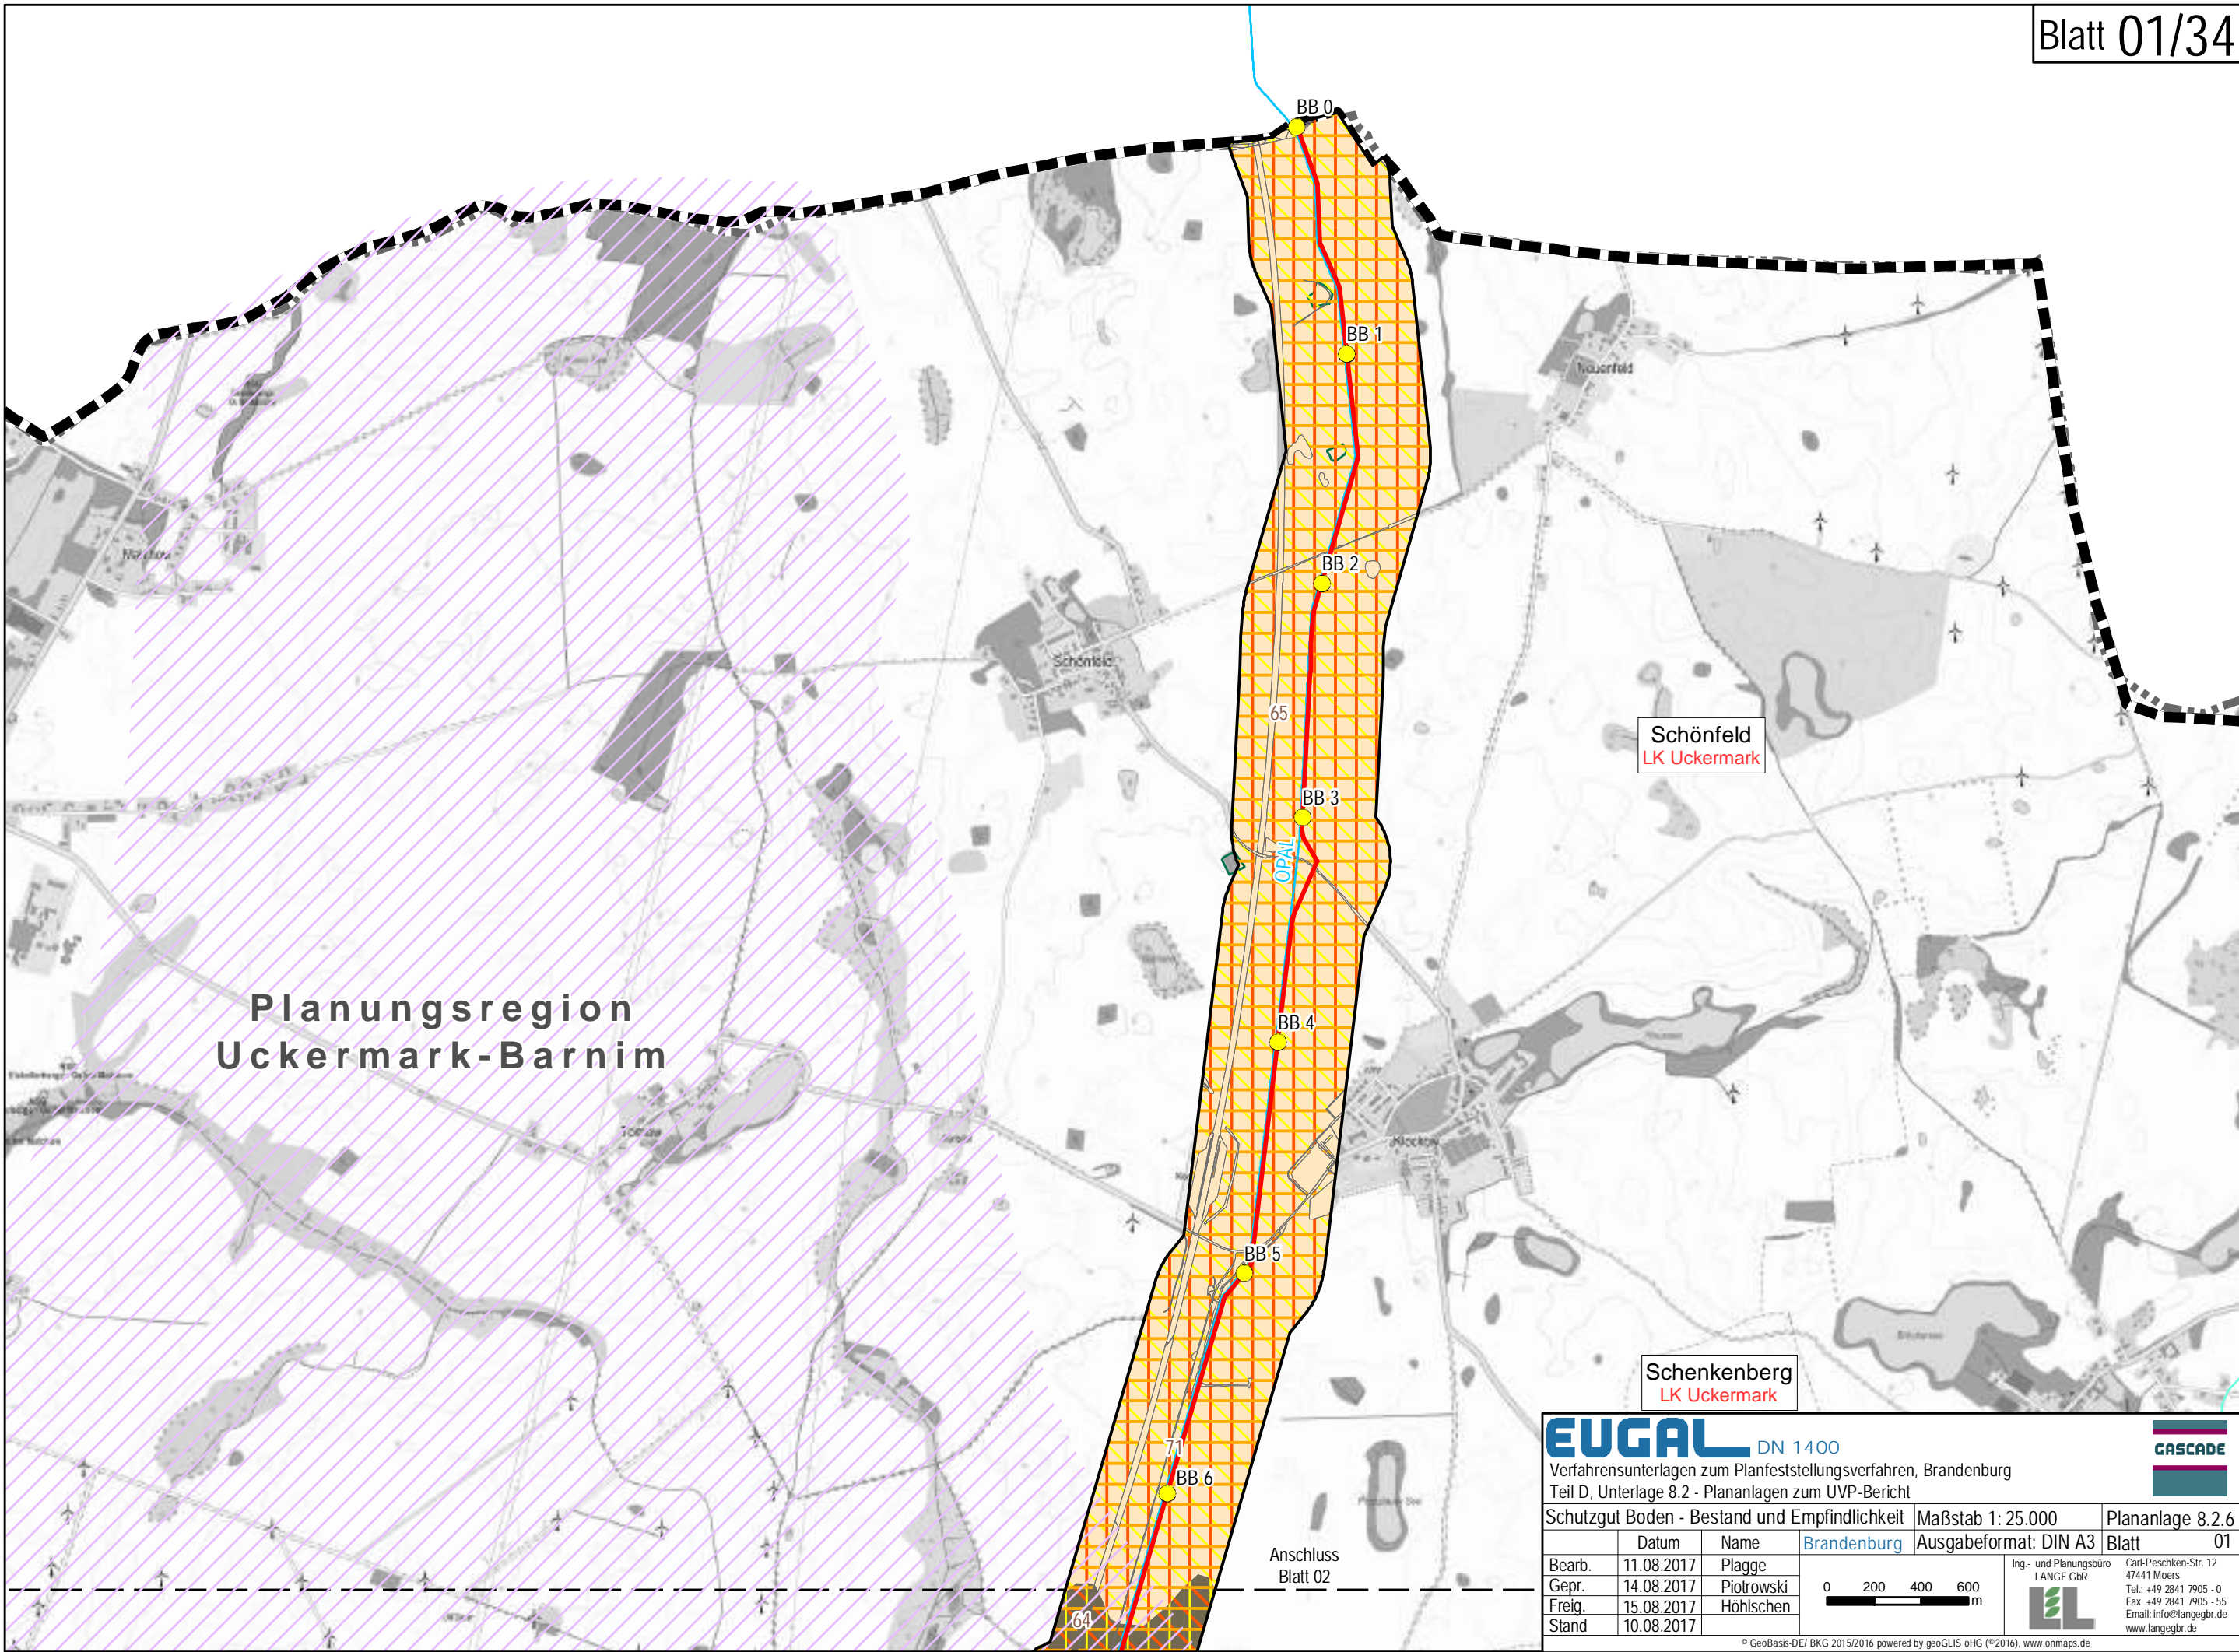 Blatt 01/34
BB 0
BB 1
Neuenfeld
BB 2
Schönfeld
65
Schönfeld
LK Uckermark
BB 3
OPAL
Planungsregion
Uckermark-Barnim
BB 4
Klockow
BB 5
Schenkenberg
LK Uckermark
71
BB 6
Anschluss
Blatt 02
64
EUGAL DN 1400
GASCADE
Verfahrensunterlagen zum Planfeststellungsverfahren, Brandenburg
Teil D, Unterlage 8.2 - Plananlagen zum UVP-Bericht
Schutzgut Boden - Bestand und Empfindlichkeit Maßstab 1: 25.000 Plananlage 8.2.6
Datum Name Brandenburg Ausgabeformat: DIN A3 Blatt 01
Bearb. 11.08.2017 Plagge
Gepr. 14.08.2017 Piotrowski
Freig. 15.08.2017 Höhlschen
Stand 10.08.2017
0 200 400 600
m
Ing.- und Planungsbüro
LANGE GbR
Carl-Peschken-Str. 12
47441 Moers
Tel.: +49 2841 7905 - 0
Fax +49 2841 7905 - 55
Email: info@langegbr.de
www.langegbr.de
© GeoBasis-DE/ BKG 2015/2016 powered by geoGLIS oHG (©2016), www.onmaps.de